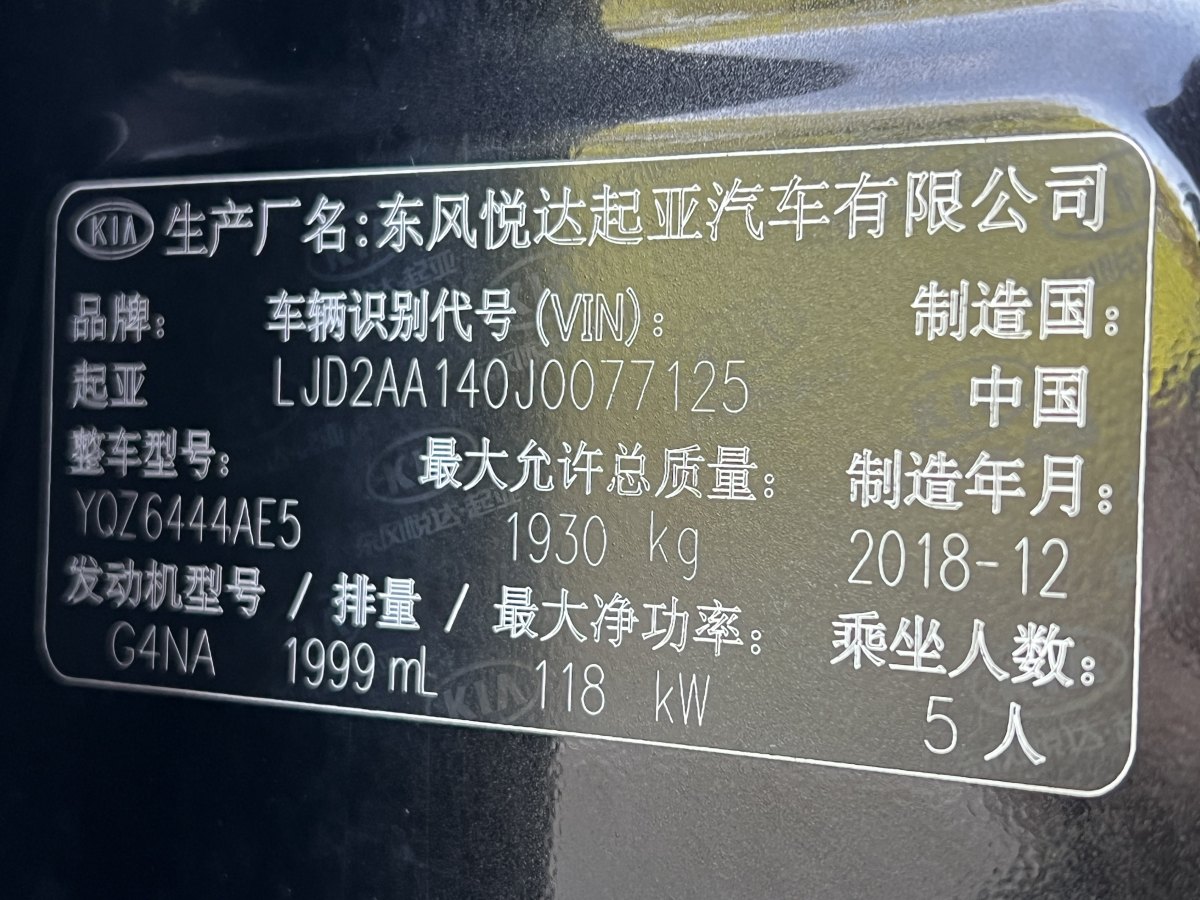 KIA 生产厂名:东风悦达起亚汽车有限公司
品牌: 车辆识别代号(VIN): 制造国:
起亚 LJD2AA140J0077125 中国
整车型号: 最大允许总质量: 制造年月:
YQZ6444AE5 1930 kg 2018-12
发动机型号 / 排量 / 最大净功率: 乘坐人数:
G4NA 1999 mL 118 kW 5 人